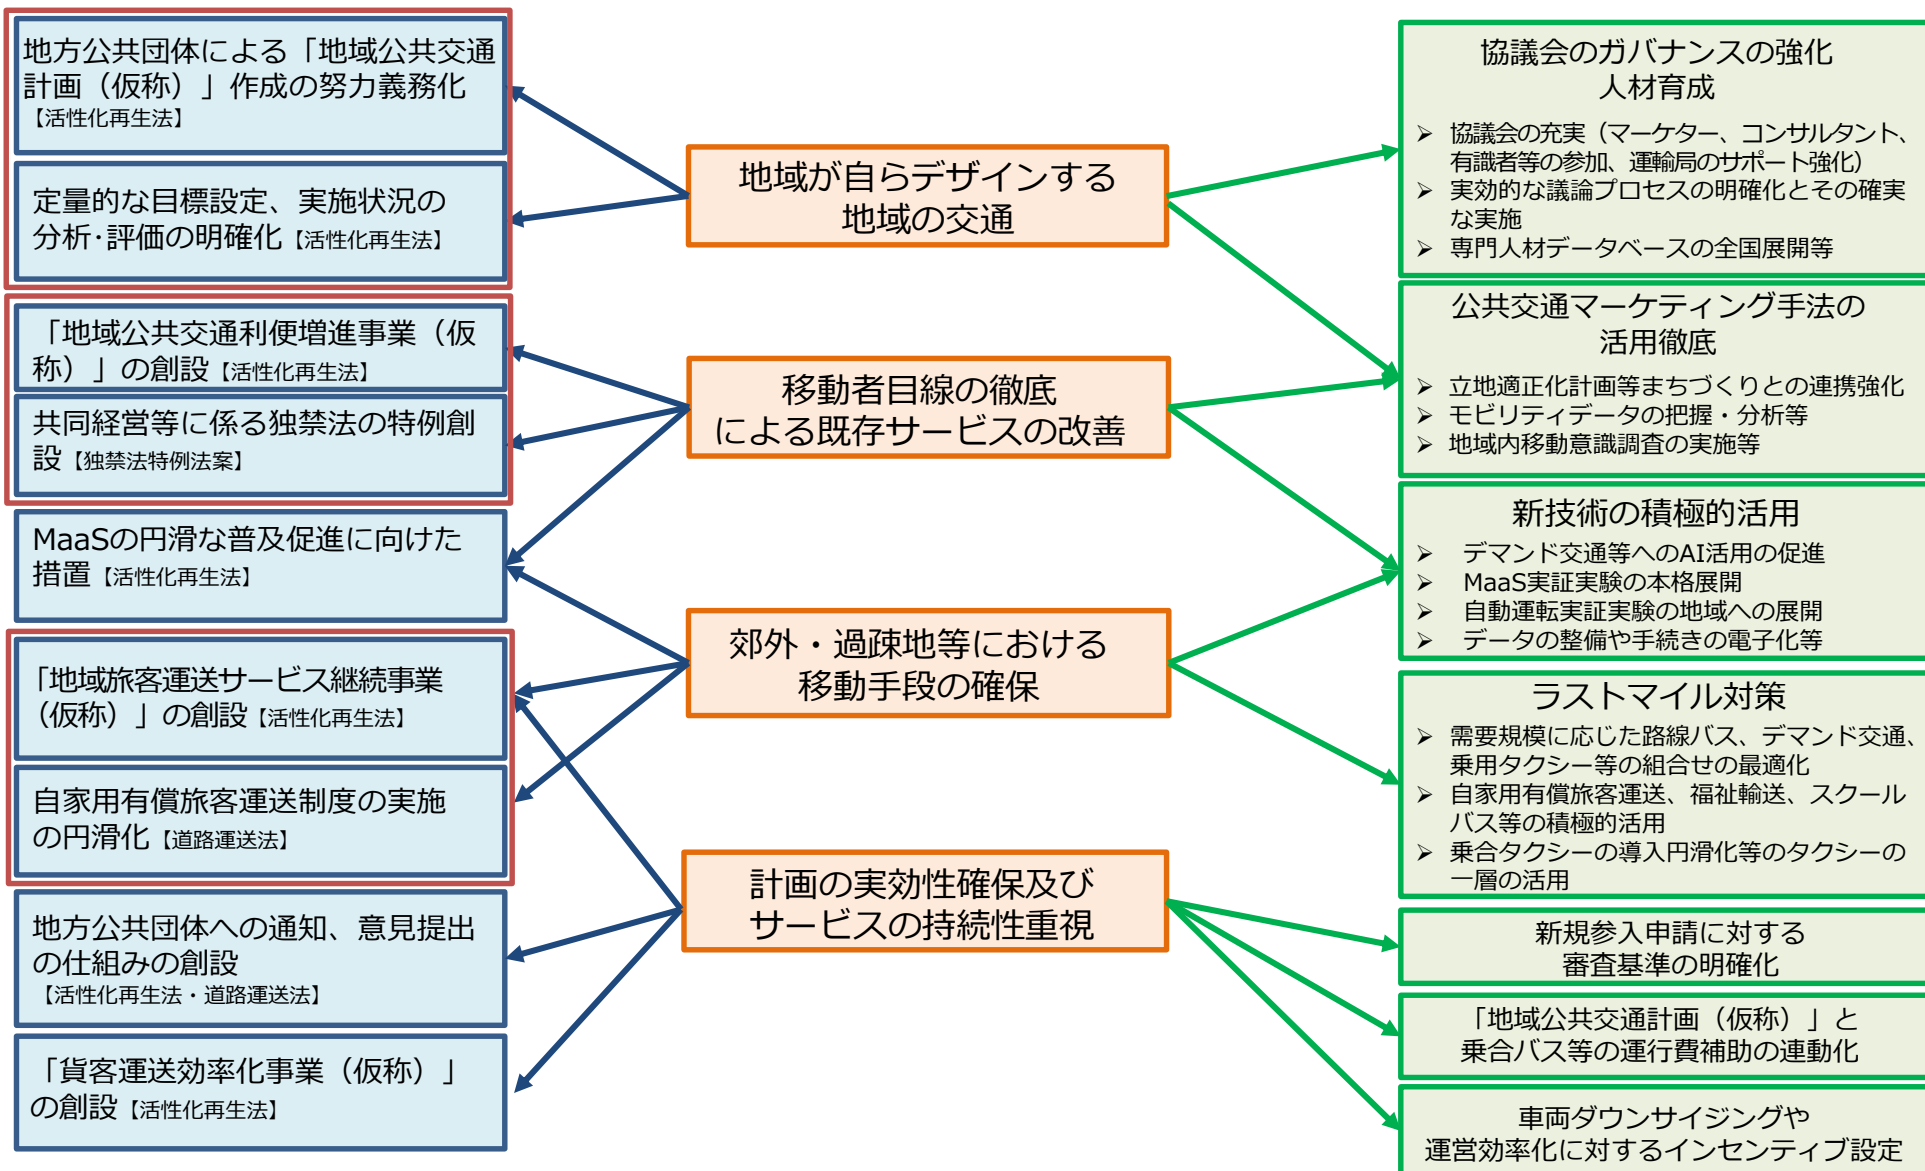 地方公共団体による「地域公共交通
計画（仮称）」作成の努力義務化
【活性化再生法】
定量的な目標設定、実施状況の
分析･評価の明確化【活性化再生法】
「地域公共交通利便増進事業（仮
称）」の創設【活性化再生法】
共同経営等に係る独禁法の特例創
設【独禁法特例法案】
MaaSの円滑な普及促進に向けた
措置【活性化再生法】
「地域旅客運送サービス継続事業
（仮称）」の創設【活性化再生法】
自家用有償旅客運送制度の実施
の円滑化【道路運送法】
地方公共団体への通知、意見提出
の仕組みの創設
【活性化再生法・道路運送法】
「貨客運送効率化事業（仮称）」
の創設【活性化再生法】
地域が自らデザインする
地域の交通
移動者目線の徹底
による既存サービスの改善
郊外・過疎地等における
移動手段の確保
計画の実効性確保及び
サービスの持続性重視
協議会のガバナンスの強化
人材育成
➢ 協議会の充実（マーケター、コンサルタント、
有識者等の参加、運輸局のサポート強化）
➢ 実効的な議論プロセスの明確化とその確実
な実施
➢ 専門人材データベースの全国展開等
公共交通マーケティング手法の
活用徹底
➢ 立地適正化計画等まちづくりとの連携強化
➢ モビリティデータの把握・分析等
➢ 地域内移動意識調査の実施等
新技術の積極的活用
➢ デマンド交通等へのAI活用の促進
➢ MaaS実証実験の本格展開
➢ 自動運転実証実験の地域への展開
➢ データの整備や手続きの電子化等
ラストマイル対策
➢ 需要規模に応じた路線バス、デマンド交通、
乗用タクシー等の組合せの最適化
➢ 自家用有償旅客運送、福祉輸送、スクール
バス等の積極的活用
➢ 乗合タクシーの導入円滑化等のタクシーの
一層の活用
新規参入申請に対する
審査基準の明確化
「地域公共交通計画（仮称）」と
乗合バス等の運行費補助の連動化
車両ダウンサイジングや
運営効率化に対するインセンティブ設定